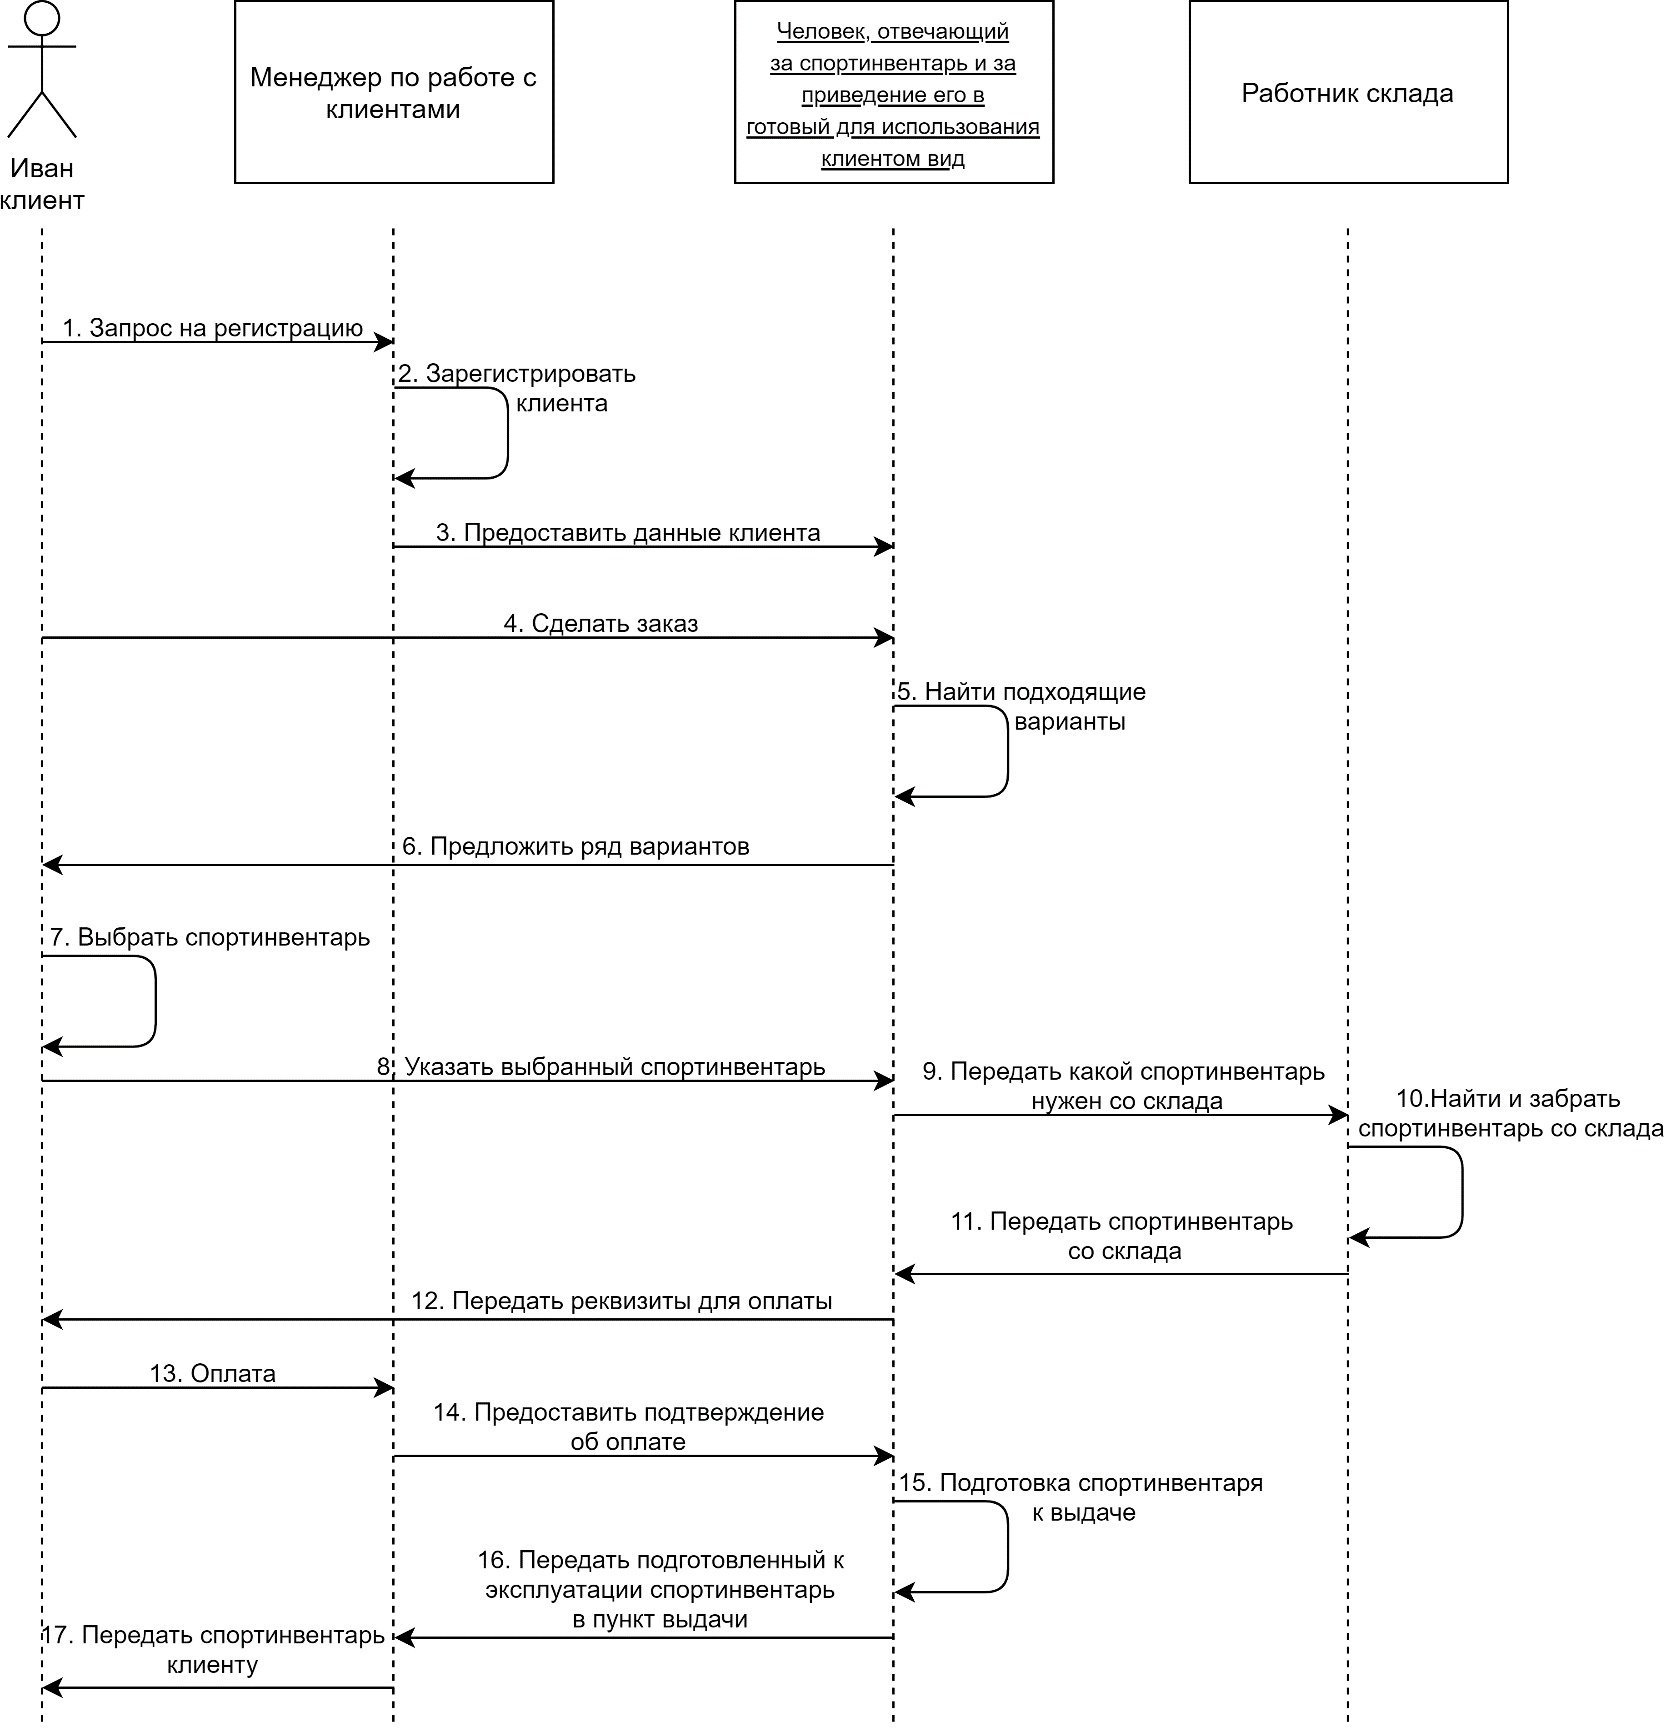 Иван
клиент
Менеджер по работе с
клиентами
Человек, отвечающий
за спортинвентарь и за
приведение его в
готовый для использования
клиентом вид
Работник склада
1. Запрос на регистрацию
2. Зарегистрировать
клиента
3. Предоставить данные клиента
4. Сделать заказ
5. Найти подходящие
варианты
6. Предложить ряд вариантов
7. Выбрать спортинвентарь
8. Указать выбранный спортинвентарь
9. Передать какой спортинвентарь
нужен со склада
10.Найти и забрать
спортинвентарь со склада
11. Передать спортинвентарь
со склада
12. Передать реквизиты для оплаты
13. Оплата
14. Предоставить подтверждение
об оплате
15. Подготовка спортинвентаря
к выдаче
16. Передать подготовленный к
эксплуатации спортинвентарь
в пункт выдачи
17. Передать спортинвентарь
клиенту